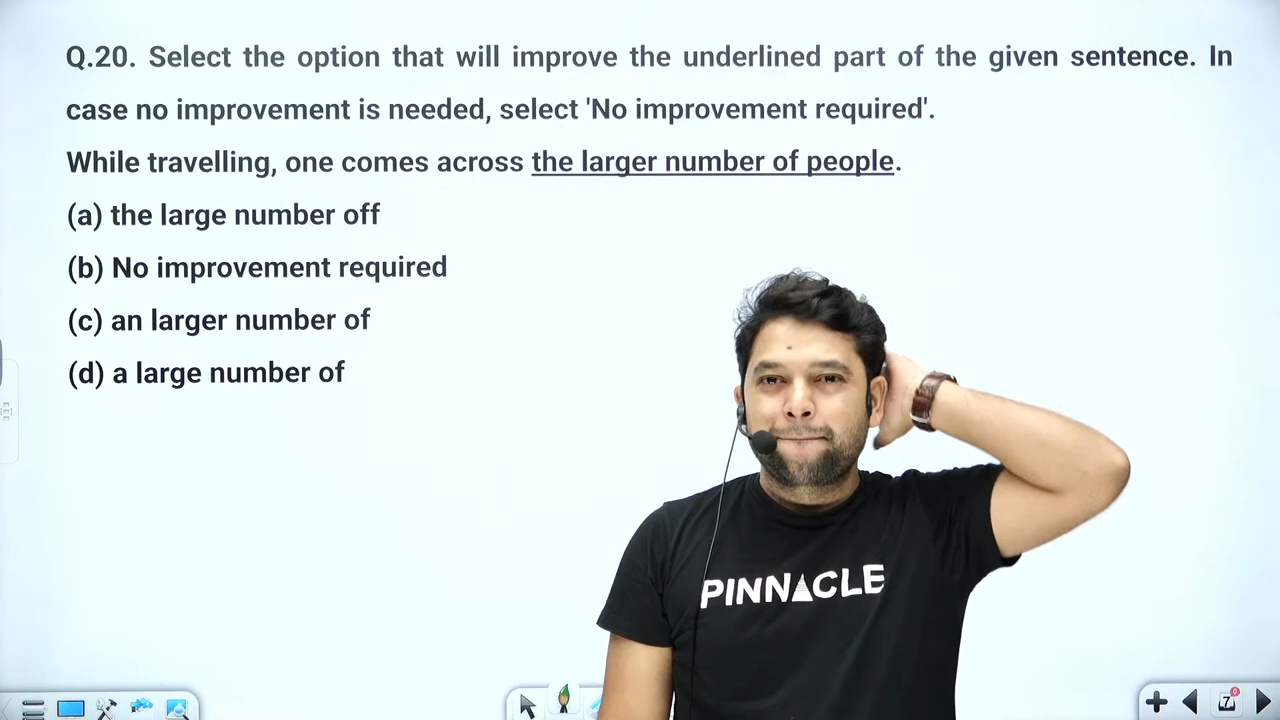 Q.20. Select the option that will improve the underlined part of the given sentence. In
case no improvement is needed, select 'No improvement required'.
While travelling, one comes across the larger number of people.
(a) the large number off
(b) No improvement required
(c) an larger number of
(d) a large number of
PINNACLE
7
0